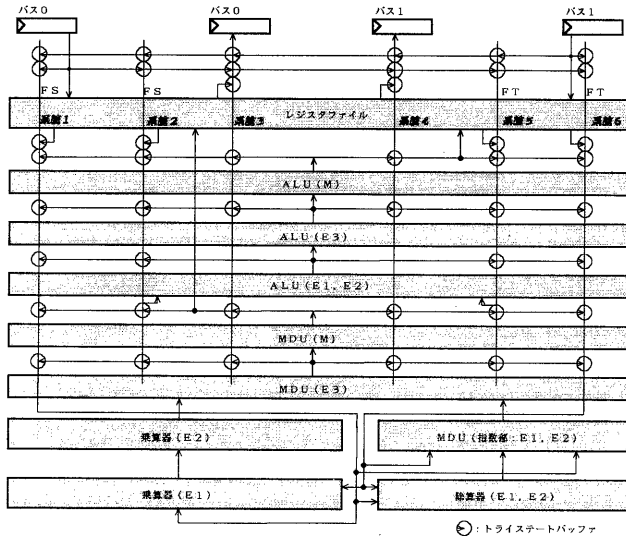 バス0 バス0 バス1 バス1
FS FS FT FT
レジスタファイル
系統1 系統2 系統3 系統4 系統5 系統6
ALU(M)
ALU(E3)
ALU(E1, E2)
MDU(M)
MDU(E3)
乗算器(E2) MDU(指数部:E1, E2)
乗算器(E1) 除算器(E1, E2)
:トライステートバッファ